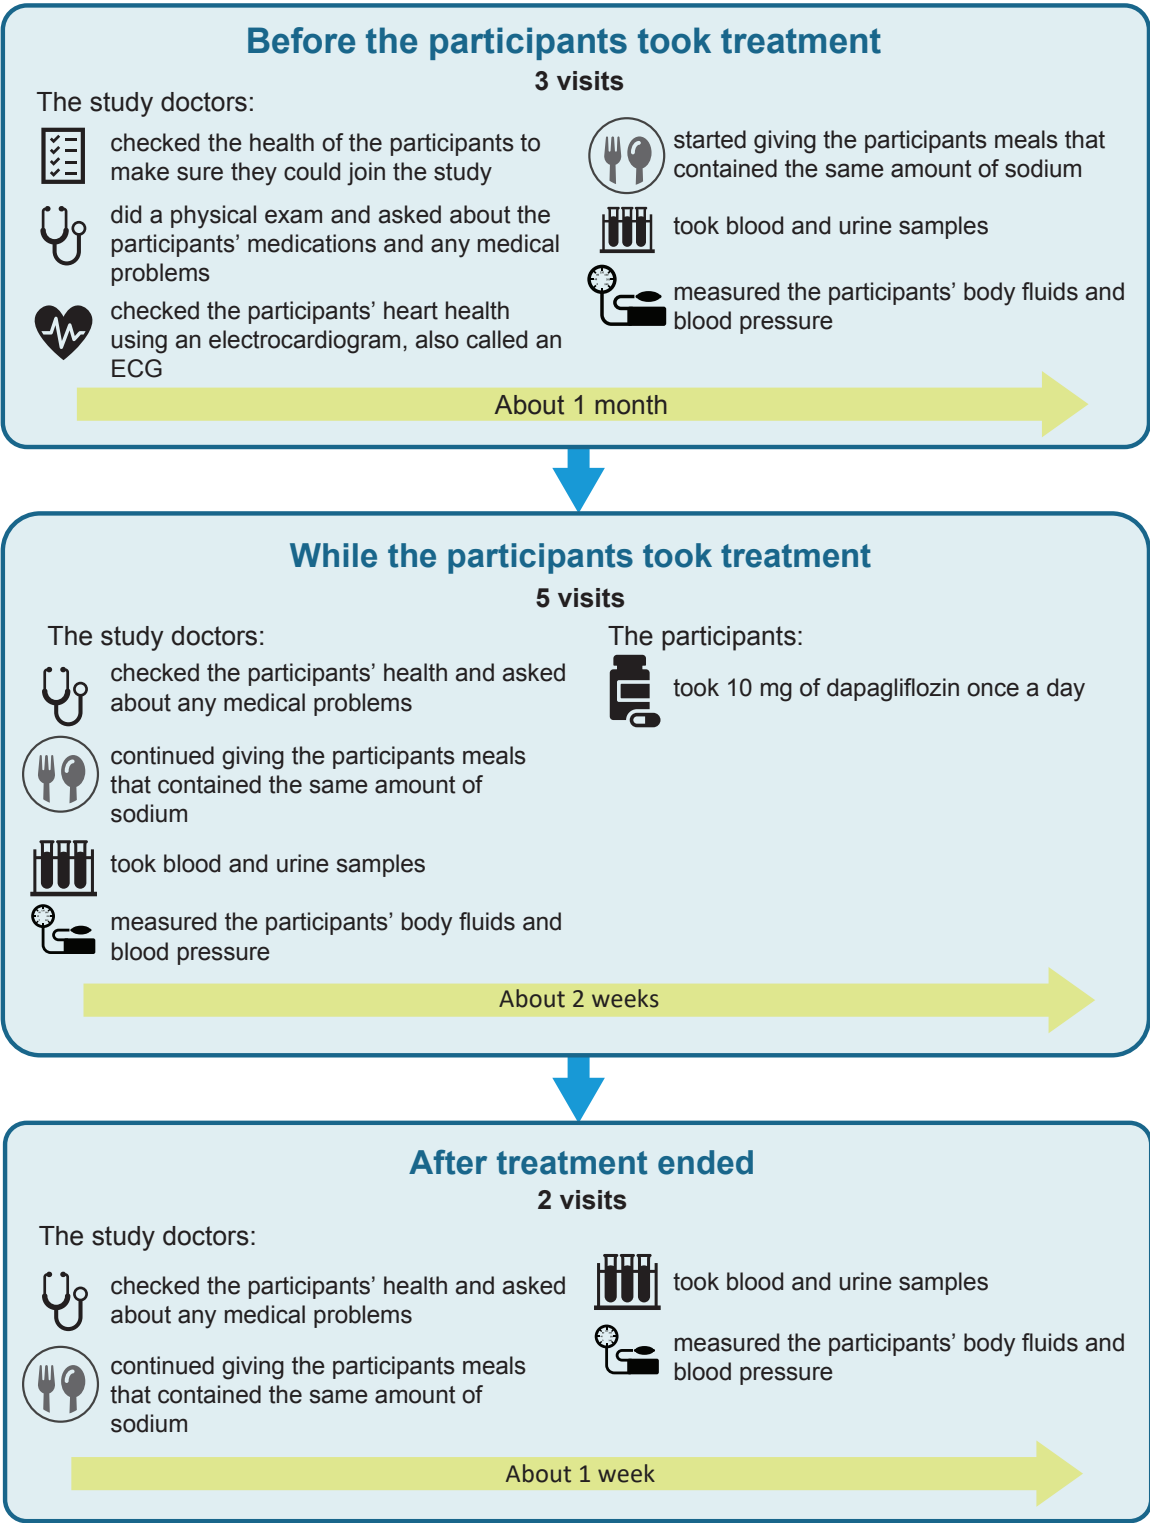 Before the participants took treatment
3 visits
The study doctors:
checked the health of the participants to
make sure they could join the study
did a physical exam and asked about the
participants’ medications and any medical
problems
checked the participants’ heart health
using an electrocardiogram, also called an
ECG
started giving the participants meals that
contained the same amount of sodium
took blood and urine samples
measured the participants’ body fluids and
blood pressure
About 1 month
While the participants took treatment
5 visits
The study doctors:
checked the participants’ health and asked
about any medical problems
continued giving the participants meals
that contained the same amount of
sodium
took blood and urine samples
measured the participants’ body fluids and
blood pressure
The participants:
took 10 mg of dapagliflozin once a day
About 2 weeks
After treatment ended
2 visits
The study doctors:
checked the participants’ health and asked
about any medical problems
continued giving the participants meals
that contained the same amount of
sodium
took blood and urine samples
measured the participants’ body fluids and
blood pressure
About 1 week